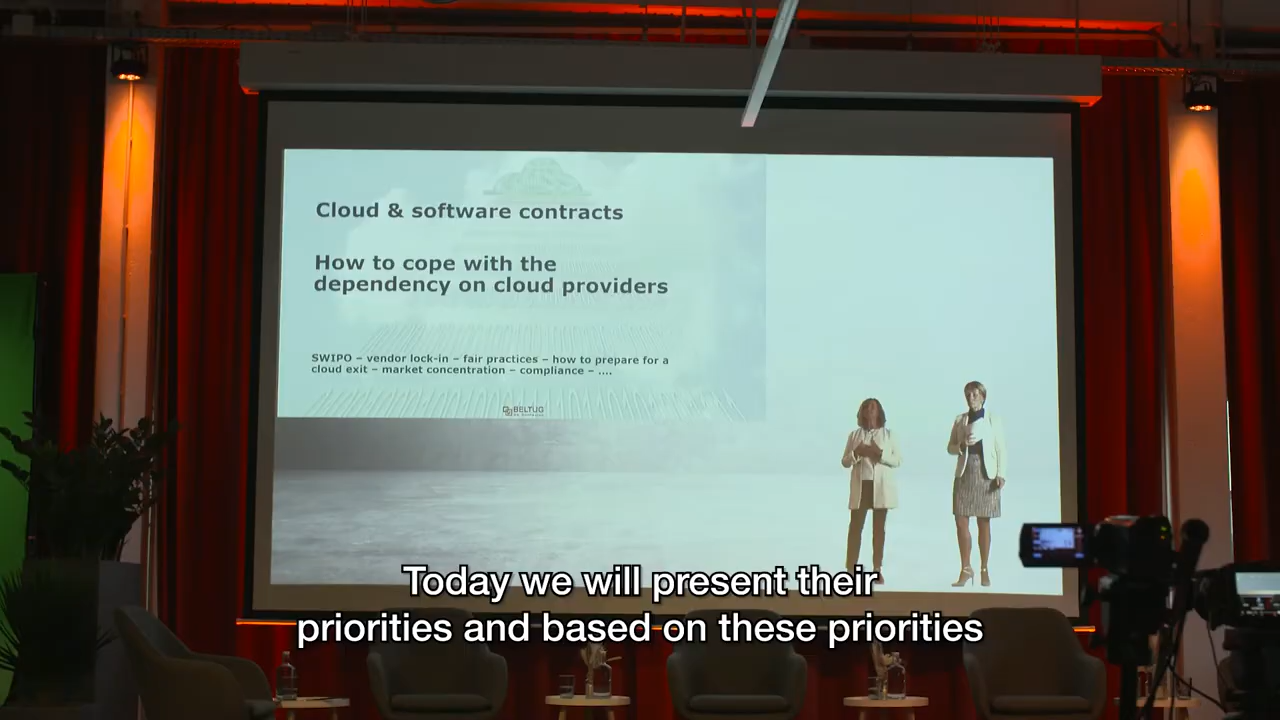 Cloud & software contracts
How to cope with the
dependency on cloud providers
SWIPO – vendor lock-in – fair practices – how to prepare for a
cloud exit – market concentration – compliance – ....
BELTUG
Today we will present their
priorities and based on these priorities